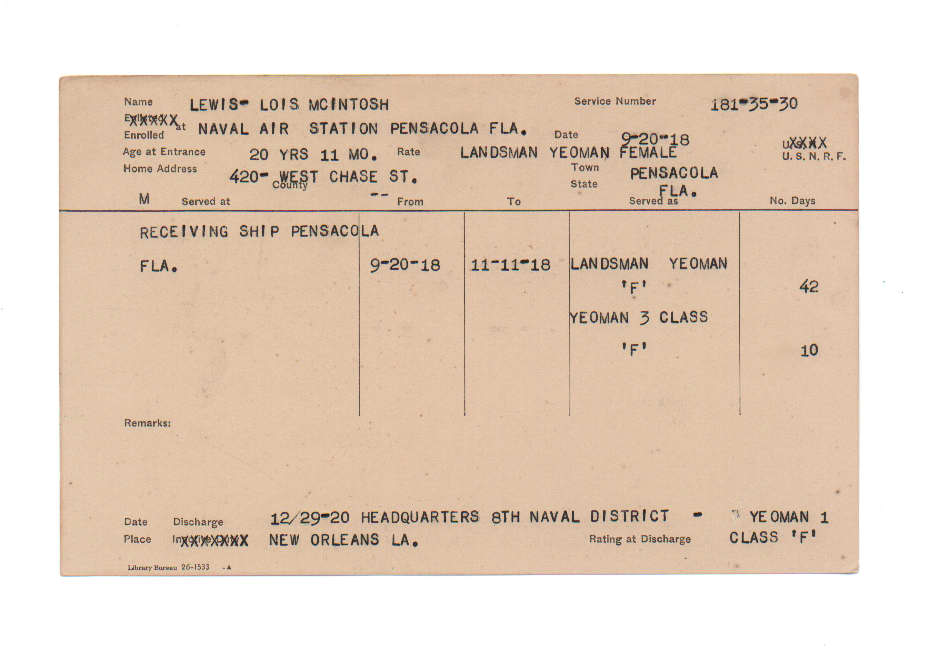 Name LEWIS- LOIS MCINTOSH Service Number 181-35-30
Enrolled at NAVAL AIR STATION PENSACOLA FLA. Date 9-20-18
Age at Entrance 20 YRS 11 MO. Rate LANDSMAN YEOMAN FEMALE U. S. N. R. F.
Home Address 420- WEST CHASE ST. Town PENSACOLA
County -- State FLA.
M Served at From To Served as No. Days
RECEIVING SHIP PENSACOLA
FLA. 9-20-18 11-11-18 LANDSMAN YEOMAN
'F' 42
YEOMAN 3 CLASS
'F' 10
Remarks:
Date Discharge 12/29-20 HEADQUARTERS 8TH NAVAL DISTRICT - YEOMAN 1
Place XXXXXXX NEW ORLEANS LA. Rating at Discharge CLASS 'F'
Library Bureau 26-1533 -A